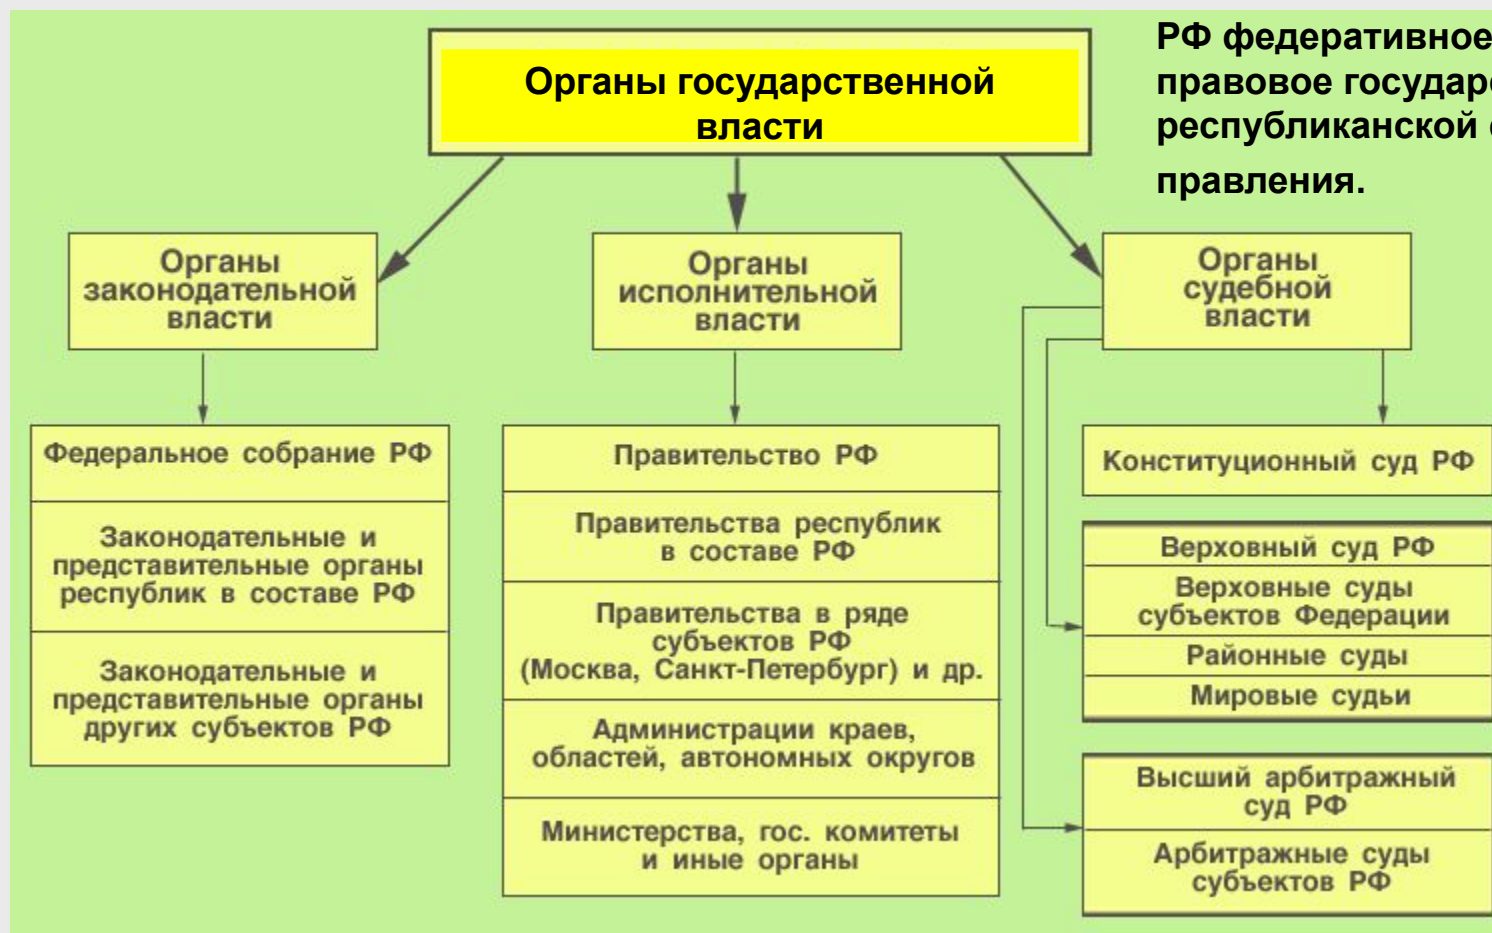 Органы государственной
власти
РФ федеративное
правовое
республиканской
правления.
Органы
законодательной
власти
Органы
исполнительной
власти
Органы
судебной
власти
Федеральное собрание РФ
Законодательные и
представительные органы
республик в составе РФ
Законодательные и
представительные органы
других субъектов РФ
Правительство РФ
Правительства республик
в составе РФ
Правительства в ряде
субъектов РФ
(Москва, Санкт-Петербург) и др.
Администрации краев,
областей, автономных округов
Министерства, гос. комитеты
и иные органы
Конституционный суд РФ
Верховный суд РФ
Верховные суды
субъектов Федерации
Районные суды
Мировые судьи
Высший арбитражный
суд РФ
Арбитражные суды
субъектов РФ